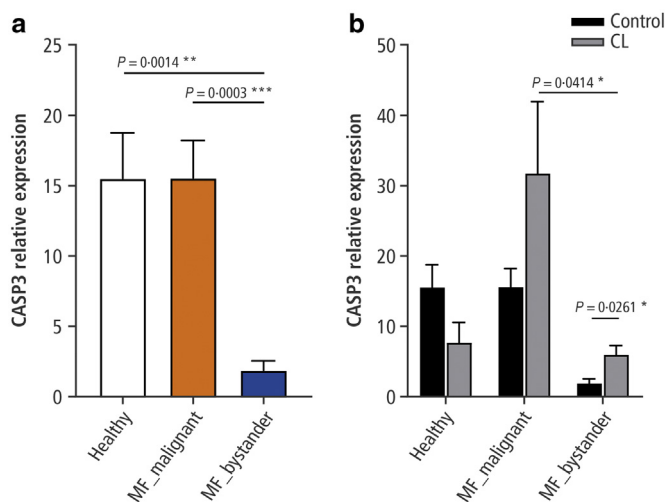 a
25
20
15
10
5
0
CASP3 relative expression
P = 0·0014 **
P = 0·0003 ***
Healthy
MF_malignant
MF_bystander
b
Control
CL
50
40
30
20
10
0
CASP3 relative expression
P = 0·0414 *
P = 0·0261 *
Healthy
MF_malignant
MF_bystander